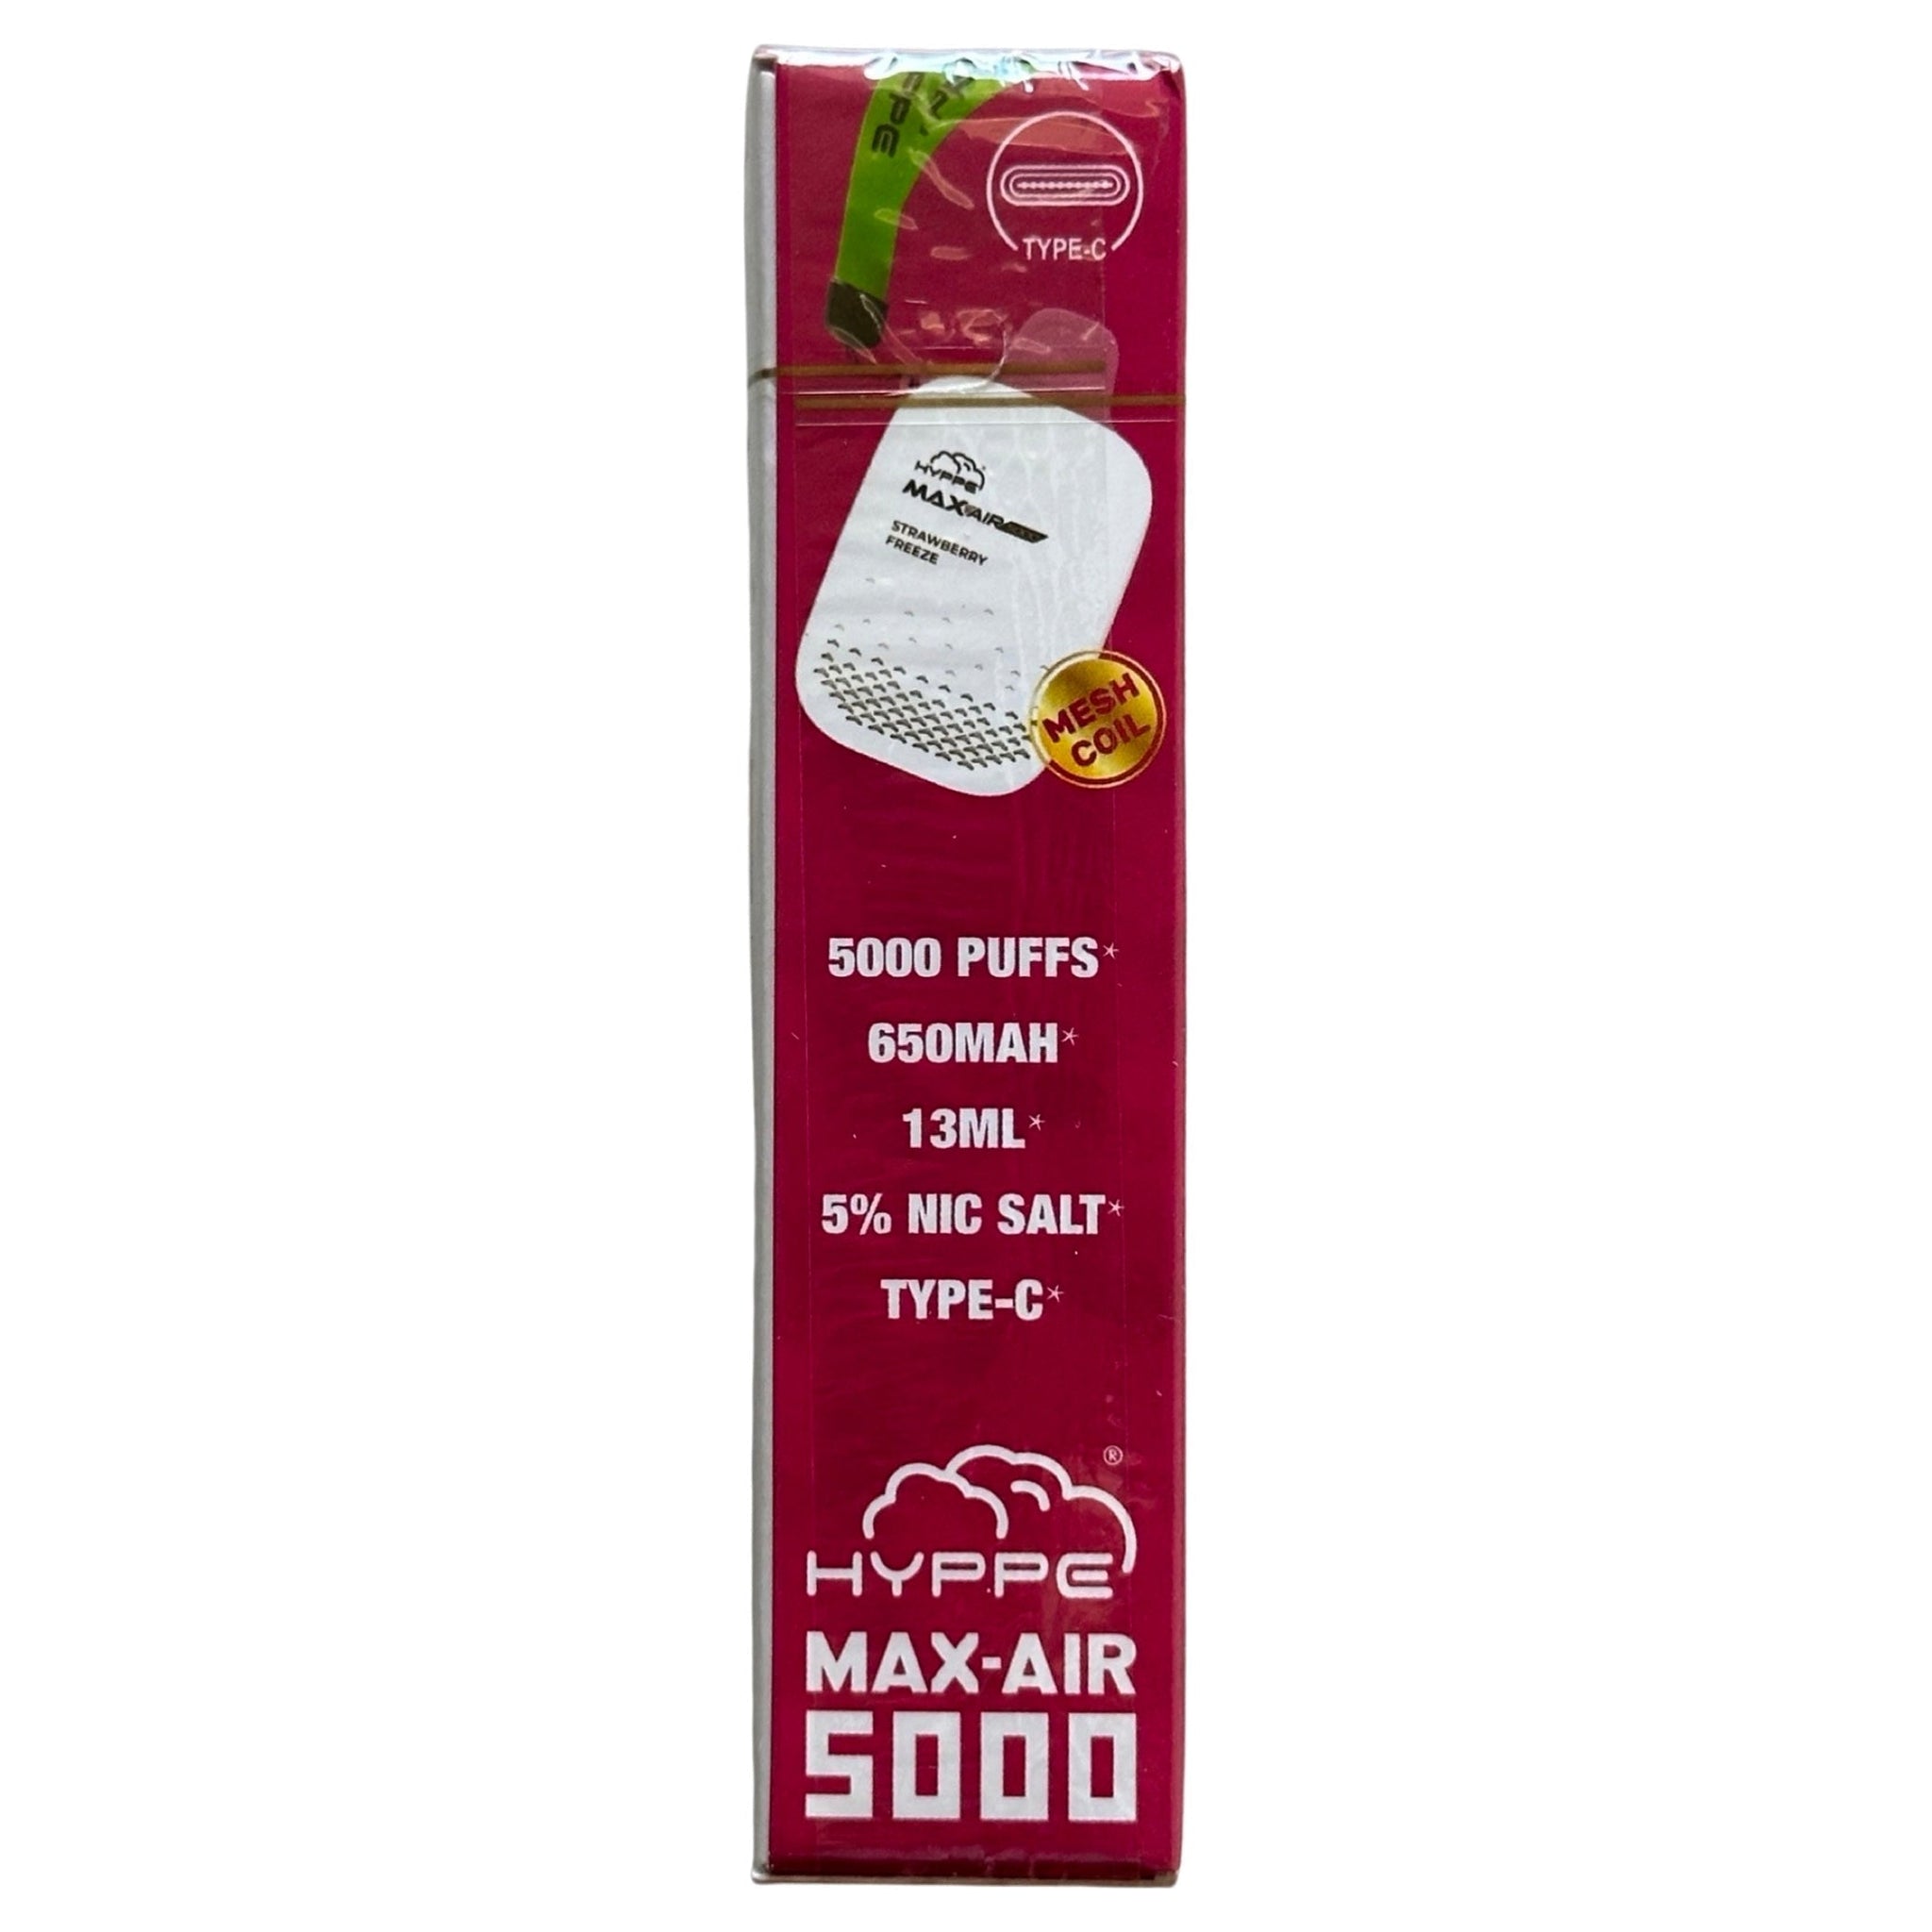 HYPPE
TYPE-C
HYPPE
MAX AIR
STRAWBERRY
FREEZE
MESH
COIL
5000 PUFFS*
650MAH*
13ML*
5% NIC SALT*
TYPE-C*
®
HYPPE
MAX-AIR
5000